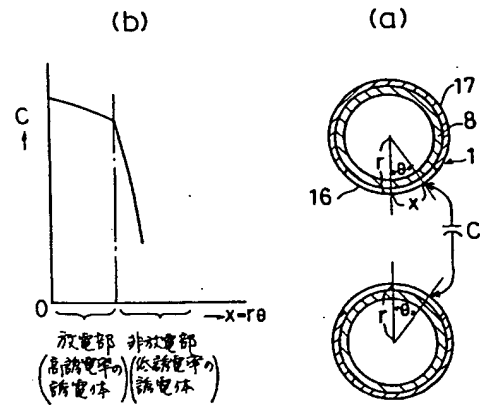 (b)
(a)
C
↑
O
→x=rθ
放電部
(高誘電率の
誘電体)
非放電部
(低誘電率の
誘電体)
17
8
1
r
θ
x
16
C
r
θ